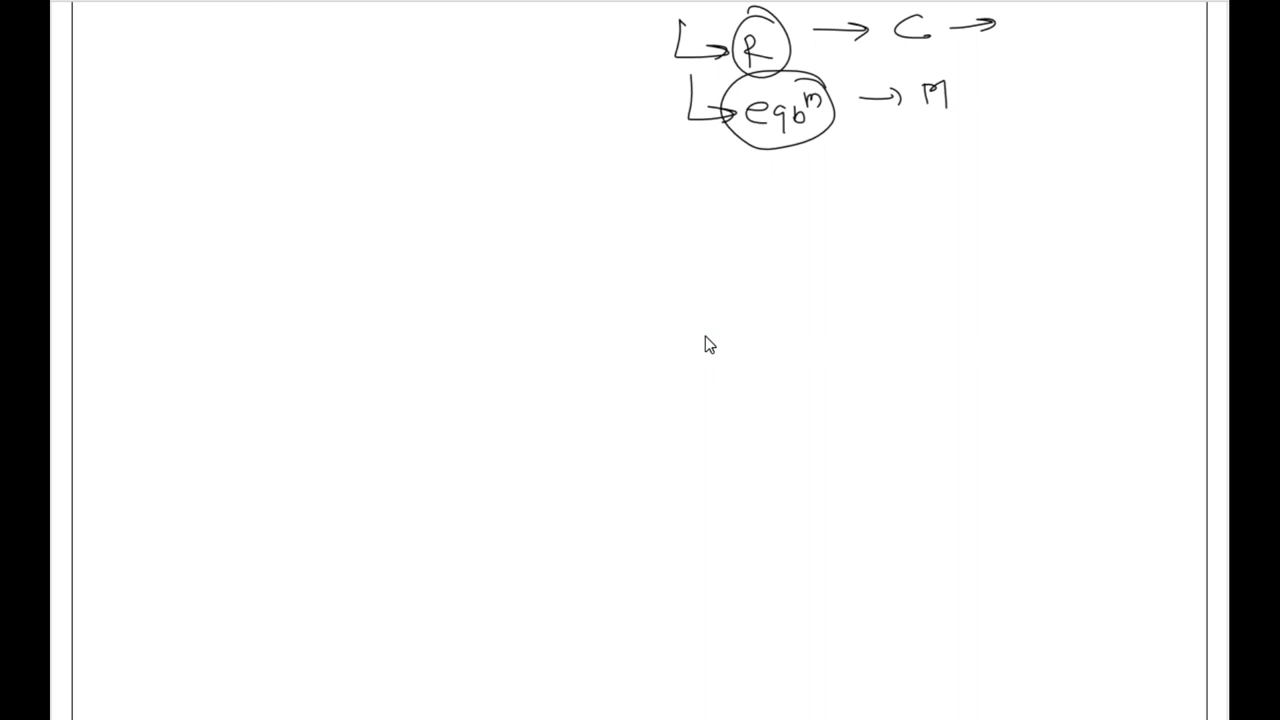 R → C →
eqbᵐ → M